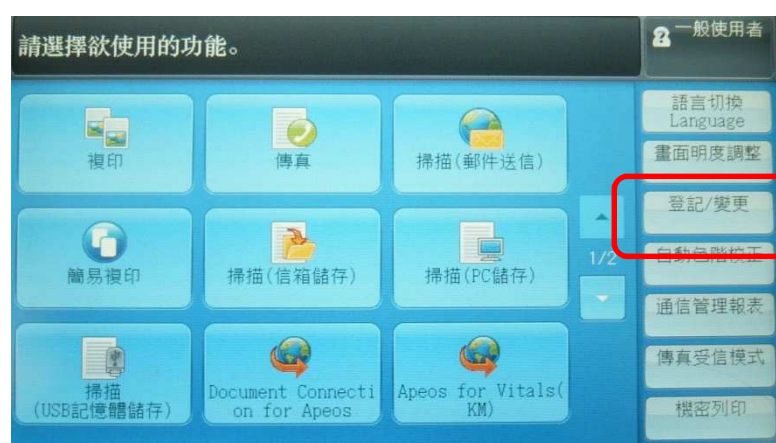 請選擇欲使用的功能。
一般使用者
複印
傳真
掃描(郵件送信)
簡易複印
掃描(信箱儲存)
掃描(PC儲存)
掃描
(USB記憶體儲存)
Document Connecti
on for Apeos
Apeos for Vitals(
KM)
1/2
語言切換
Language
畫面明度調整
登記/變更
自動色階校正
通信管理報表
傳真受信模式
機密列印